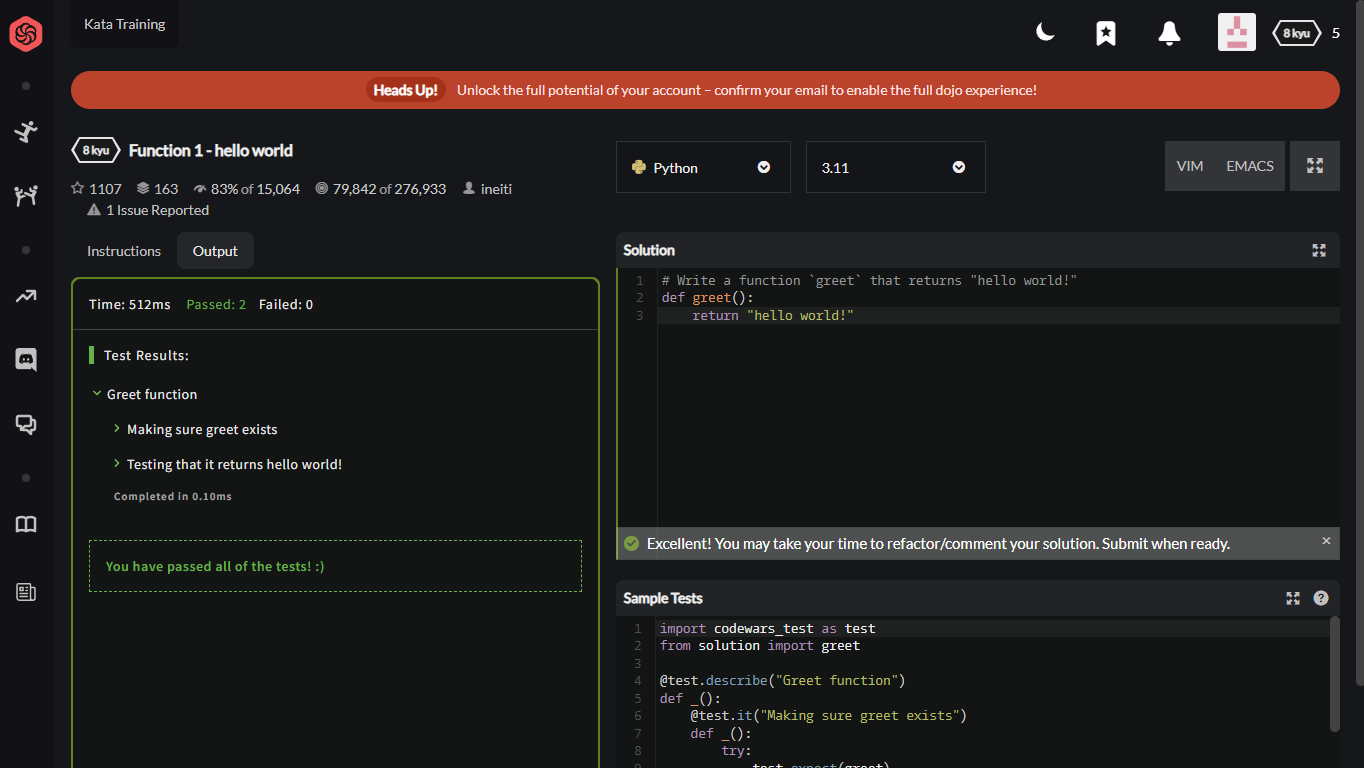 Kata Training
8 kyu 5
Heads Up! Unlock the full potential of your account – confirm your email to enable the full dojo experience!
8 kyu Function 1 - hello world
1107 163 83% of 15,064 79,842 of 276,933 ineiti
1 Issue Reported
Python 3.11 VIM EMACS
Instructions Output
Time: 512ms Passed: 2 Failed: 0
Test Results:
Greet function
Making sure greet exists
Testing that it returns hello world!
Completed in 0.10ms
You have passed all of the tests! :)
Solution
1 # Write a function `greet` that returns "hello world!"
2 def greet():
3     return "hello world!"
Excellent! You may take your time to refactor/comment your solution. Submit when ready. ×
Sample Tests ?
1 import codewars_test as test
2 from solution import greet
3
4 @test.describe("Greet function")
5 def _():
6     @test.it("Making sure greet exists")
7     def _():
8         try:
9             test.expect(greet)